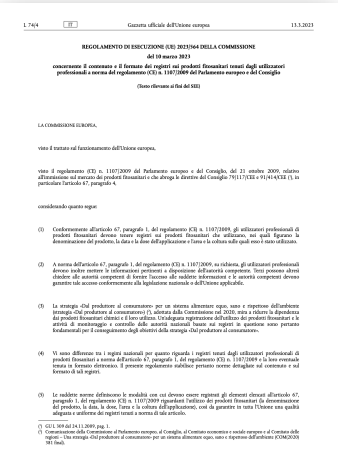 L 74/4 IT Gazzetta ufficiale dell'Unione europea 13.3.2023
REGOLAMENTO DI ESECUZIONE (UE) 2023/564 DELLA COMMISSIONE
del 10 marzo 2023
concernente il contenuto e il formato dei registri sui prodotti fitosanitari tenuti dagli utilizzatori
professionali a norma del regolamento (CE) n. 1107/2009 del Parlamento europeo e del Consiglio
(Testo rilevante ai fini del SEE)
LA COMMISSIONE EUROPEA,
visto il trattato sul funzionamento dell'Unione europea,
visto il regolamento (CE) n. 1107/2009 del Parlamento europeo e del Consiglio, del 21 ottobre 2009, relativo
all'immissione sul mercato dei prodotti fitosanitari e che abroga le direttive del Consiglio 79/117/CEE e 91/414/CEE (¹), in
particolare l'articolo 67, paragrafo 4,
considerando quanto segue
(1) Conformemente all'articolo 67, paragrafo 1, del regolamento (CE) n. 1107/2009, gli utilizzatori professionali di
prodotti fitosanitari devono tenere registri sui prodotti fitosanitari che utilizzano, nei quali figurano la
denominazione del prodotto, la data e la dose dell'applicazione e l'area e la coltura sulle quali esso è stato utilizzato.
(2) A norma dell'articolo 67, paragrafo 1, del regolamento (CE) n. 1107/2009, su richiesta, gli utilizzatori professionali
devono inoltre mettere le informazioni pertinenti a disposizione dell'autorità competente. Terzi possono altresì
chiedere alle autorità competenti di fornire l'accesso alle suddette informazioni e le autorità competenti devono
garantire tale accesso conformemente alla legislazione nazionale o dell'Unione applicabile.
(3) La strategia «Dal produttore al consumatore» per un sistema alimentare equo, sano e rispettoso dell'ambiente
(strategia «Dal produttore al consumatore») (²), adottata dalla Commissione nel 2020, mira a ridurre la dipendenza
dai prodotti fitosanitari chimici e il loro utilizzo. Un'adeguata registrazione dell'utilizzo dei prodotti fitosanitari e le
attività di monitoraggio e controllo delle autorità nazionali basate sui registri in questione sono pertanto
fondamentali per il conseguimento degli obiettivi della strategia «Dal produttore al consumatore».
(4) Vi sono differenze tra i regimi nazionali per quanto riguarda i registri tenuti dagli utilizzatori professionali di
prodotti fitosanitari a norma dell'articolo 67, paragrafo 1, del regolamento (CE) n. 1107/2009 e la loro eventuale
tenuta in formato elettronico. Il presente regolamento stabilisce pertanto norme dettagliate sul contenuto e sul
formato di tali registri.
(5) Le suddette norme definiscono le modalità con cui devono essere registrati gli elementi elencati all'articolo 67,
paragrafo 1, del regolamento (CE) n. 1107/2009 riguardanti l'utilizzo dei prodotti fitosanitari (la denominazione
del prodotto, la data, la dose, l'area e la coltura dell'applicazione), così da garantire in tutta l'Unione una qualità
adeguata e uniforme dei registri tenuti a norma di tale articolo.
(¹) GU L 309 del 24.11.2009, pag. 1.
(²) Comunicazione della Commissione al Parlamento europeo, al Consiglio, al Comitato economico e sociale europeo e al Comitato delle
regioni – Una strategia «Dal produttore al consumatore» per un sistema alimentare equo, sano e rispettoso dell'ambiente (COM(2020)
381 final).